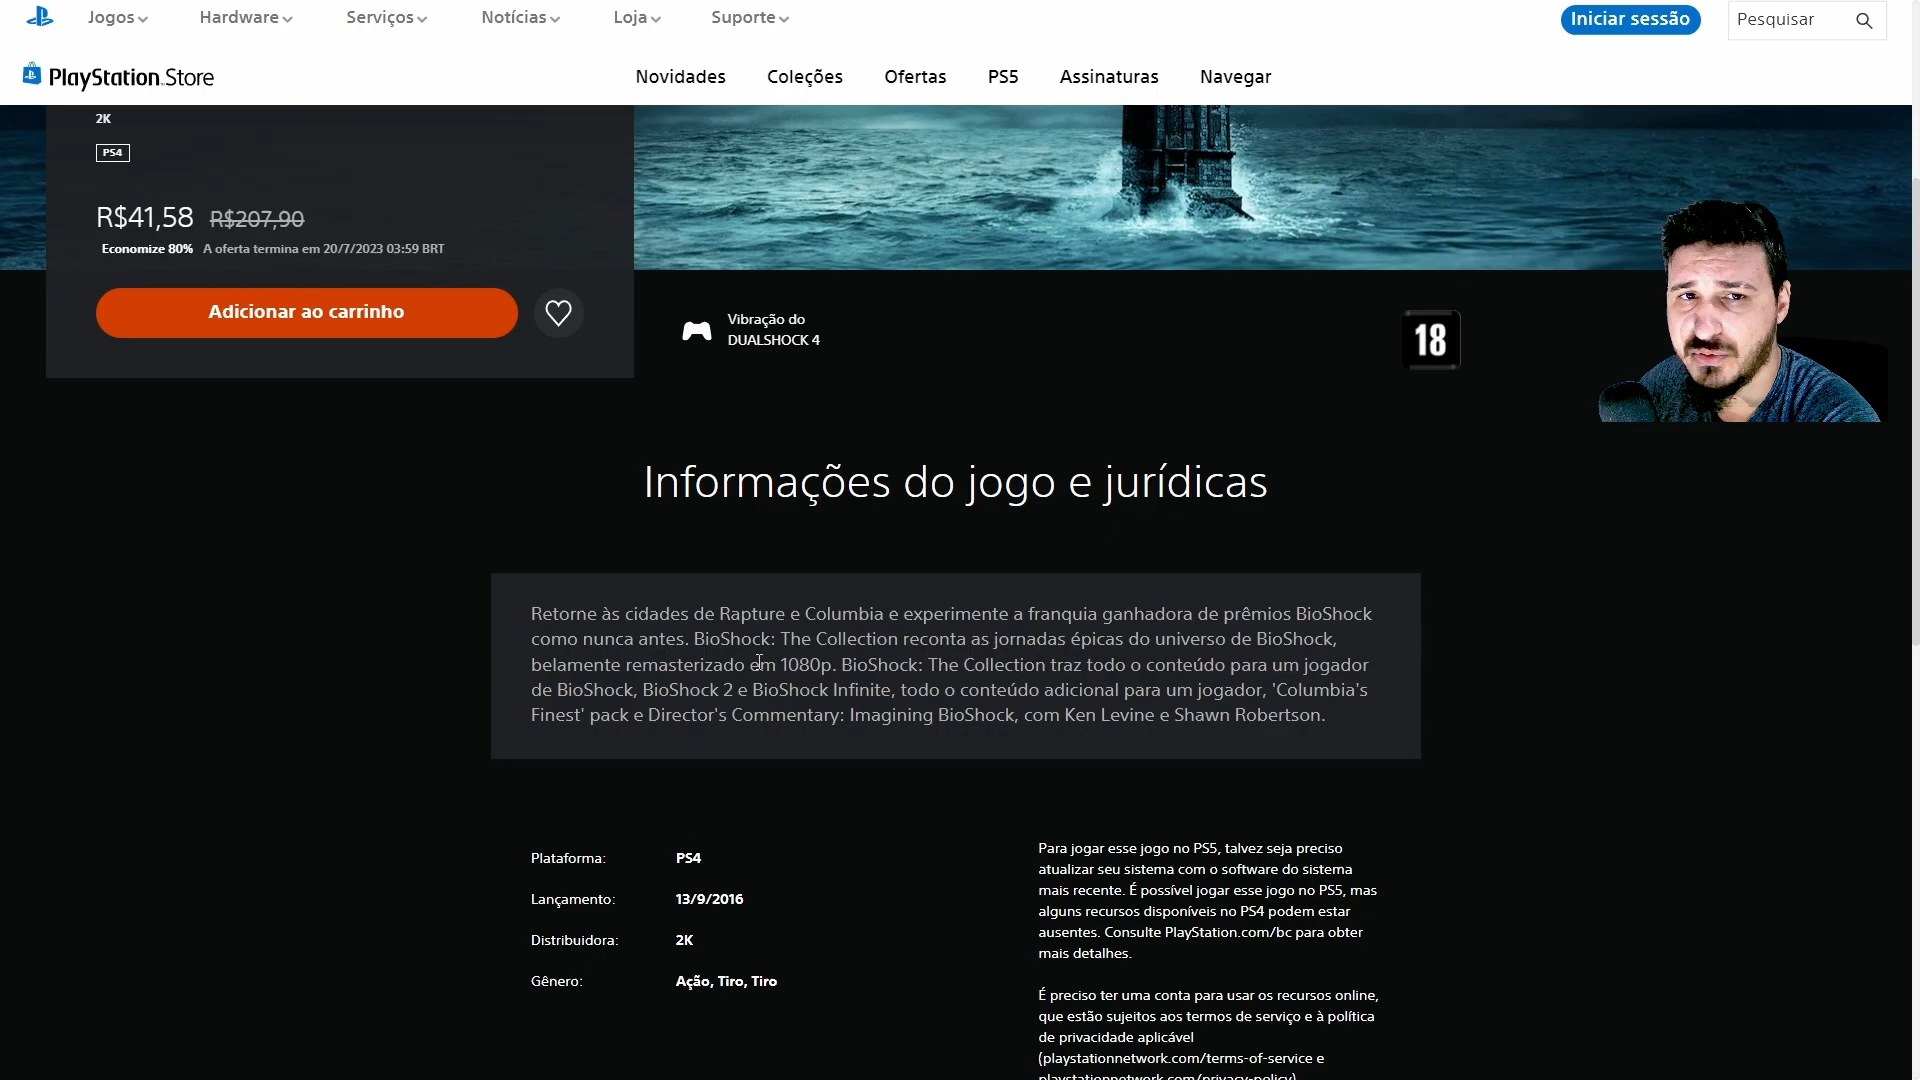 Jogos
Hardware
Serviços
Notícias
Loja
Suporte
Iniciar sessão
Pesquisar
PlayStation Store
Novidades
Coleções
Ofertas
PS5
Assinaturas
Navegar
2K
PS4
R$41,58 R$207,90
Economize 80% A oferta termina em 20/7/2023 03:59 BRT
Adicionar ao carrinho
Vibração do
DUALSHOCK 4
18
Informações do jogo e jurídicas
Retorne às cidades de Rapture e Columbia e experimente a franquia ganhadora de prêmios BioShock
como nunca antes. BioShock: The Collection reconta as jornadas épicas do universo de BioShock,
belamente remasterizado em 1080p. BioShock: The Collection traz todo o conteúdo para um jogador
de BioShock, BioShock 2 e BioShock Infinite, todo o conteúdo adicional para um jogador, 'Columbia's
Finest' pack e Director's Commentary: Imagining BioShock, com Ken Levine e Shawn Robertson.
Plataforma: PS4
Lançamento: 13/9/2016
Distribuidora: 2K
Gênero: Ação, Tiro, Tiro
Para jogar esse jogo no PS5, talvez seja preciso
atualizar seu sistema com o software do sistema
mais recente. É possível jogar esse jogo no PS5, mas
alguns recursos disponíveis no PS4 podem estar
ausentes. Consulte PlayStation.com/bc para obter
mais detalhes.
É preciso ter uma conta para usar os recursos online,
que estão sujeitos aos termos de serviço e à política
de privacidade aplicável
(playstationnetwork.com/terms-of-service e
playstationnetwork.com/privacy-policy)